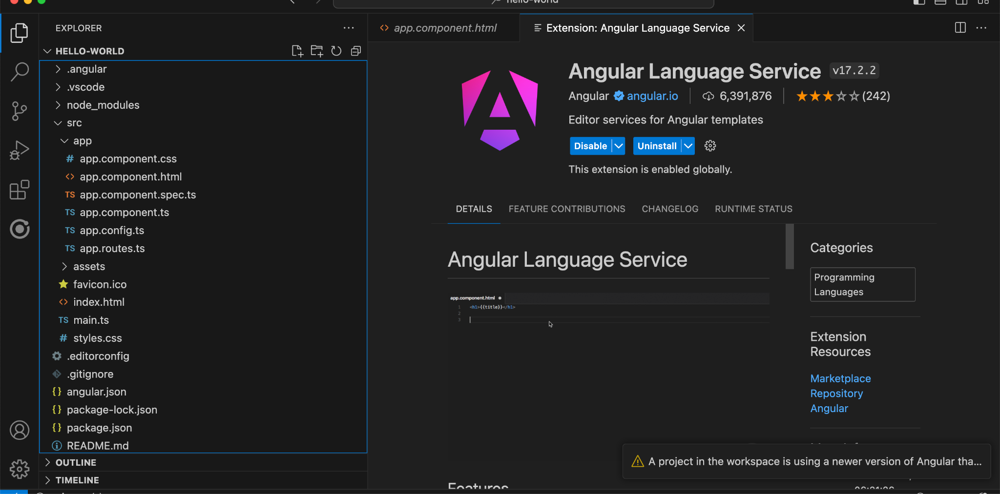 hello-world
EXPLORER
app.component.html
Extension: Angular Language Service
HELLO-WORLD
.angular
.vscode
node_modules
src
app
# app.component.css
<> app.component.html
TS app.component.spec.ts
TS app.component.ts
TS app.config.ts
TS app.routes.ts
assets
favicon.ico
<> index.html
TS main.ts
# styles.css
.editorconfig
.gitignore
{} angular.json
{} package-lock.json
{} package.json
README.md
OUTLINE
TIMELINE
Angular Language Service v17.2.2
Angular angular.io 6,391,876 (242)
Editor services for Angular templates
Disable Uninstall
This extension is enabled globally.
DETAILS FEATURE CONTRIBUTIONS CHANGELOG RUNTIME STATUS
Angular Language Service
app.component.html
1 <h1>{{title}}</h1>
2
3
Features
Categories
Programming
Languages
Extension
Resources
Marketplace
Repository
Angular
A project in the workspace is using a newer version of Angular tha...